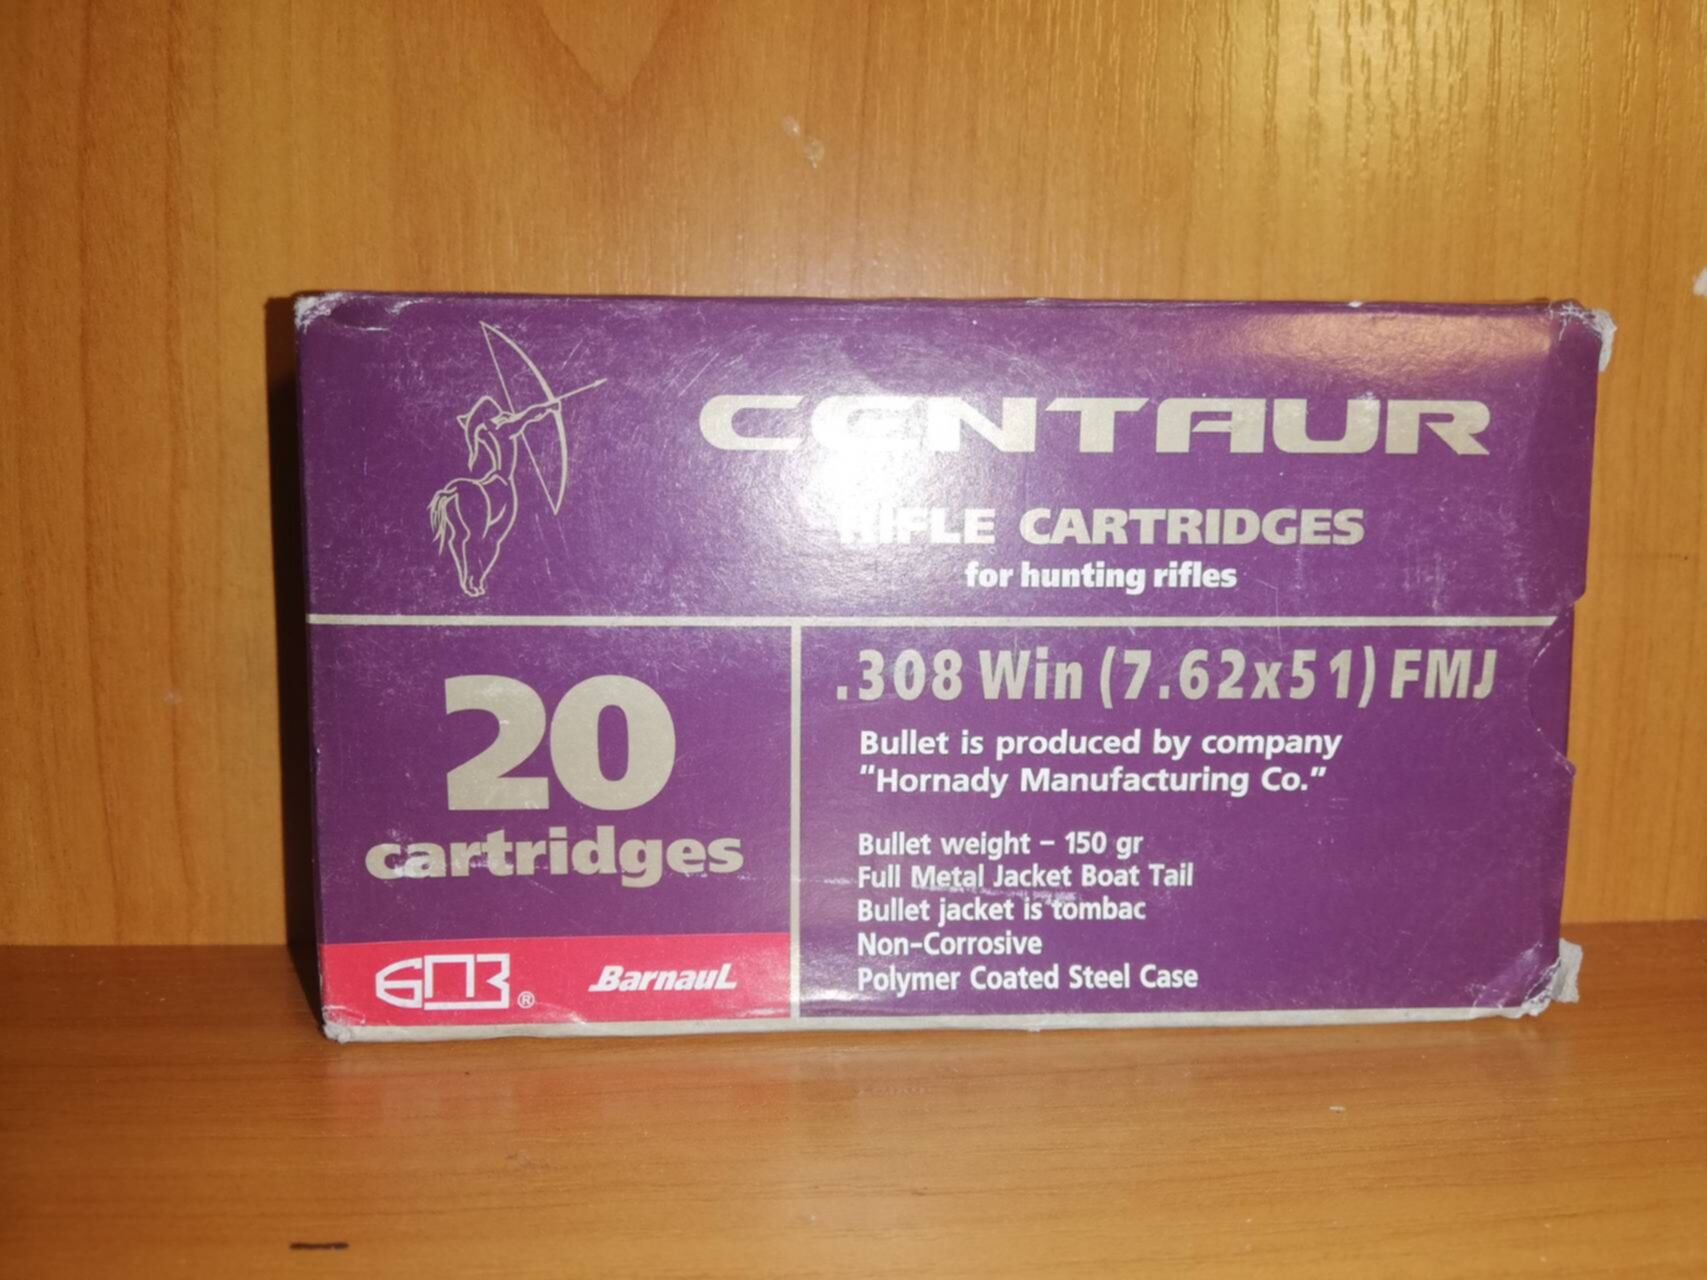 CENTAUR
RIFLE CARTRIDGES
for hunting rifles
20
cartridges
.308 Win (7.62x51) FMJ
Bullet is produced by company
"Hornady Manufacturing Co."
Bullet weight – 150 gr
Full Metal Jacket Boat Tail
Bullet jacket is tombac
Non-Corrosive
Polymer Coated Steel Case
БПЗ ® Barnaul